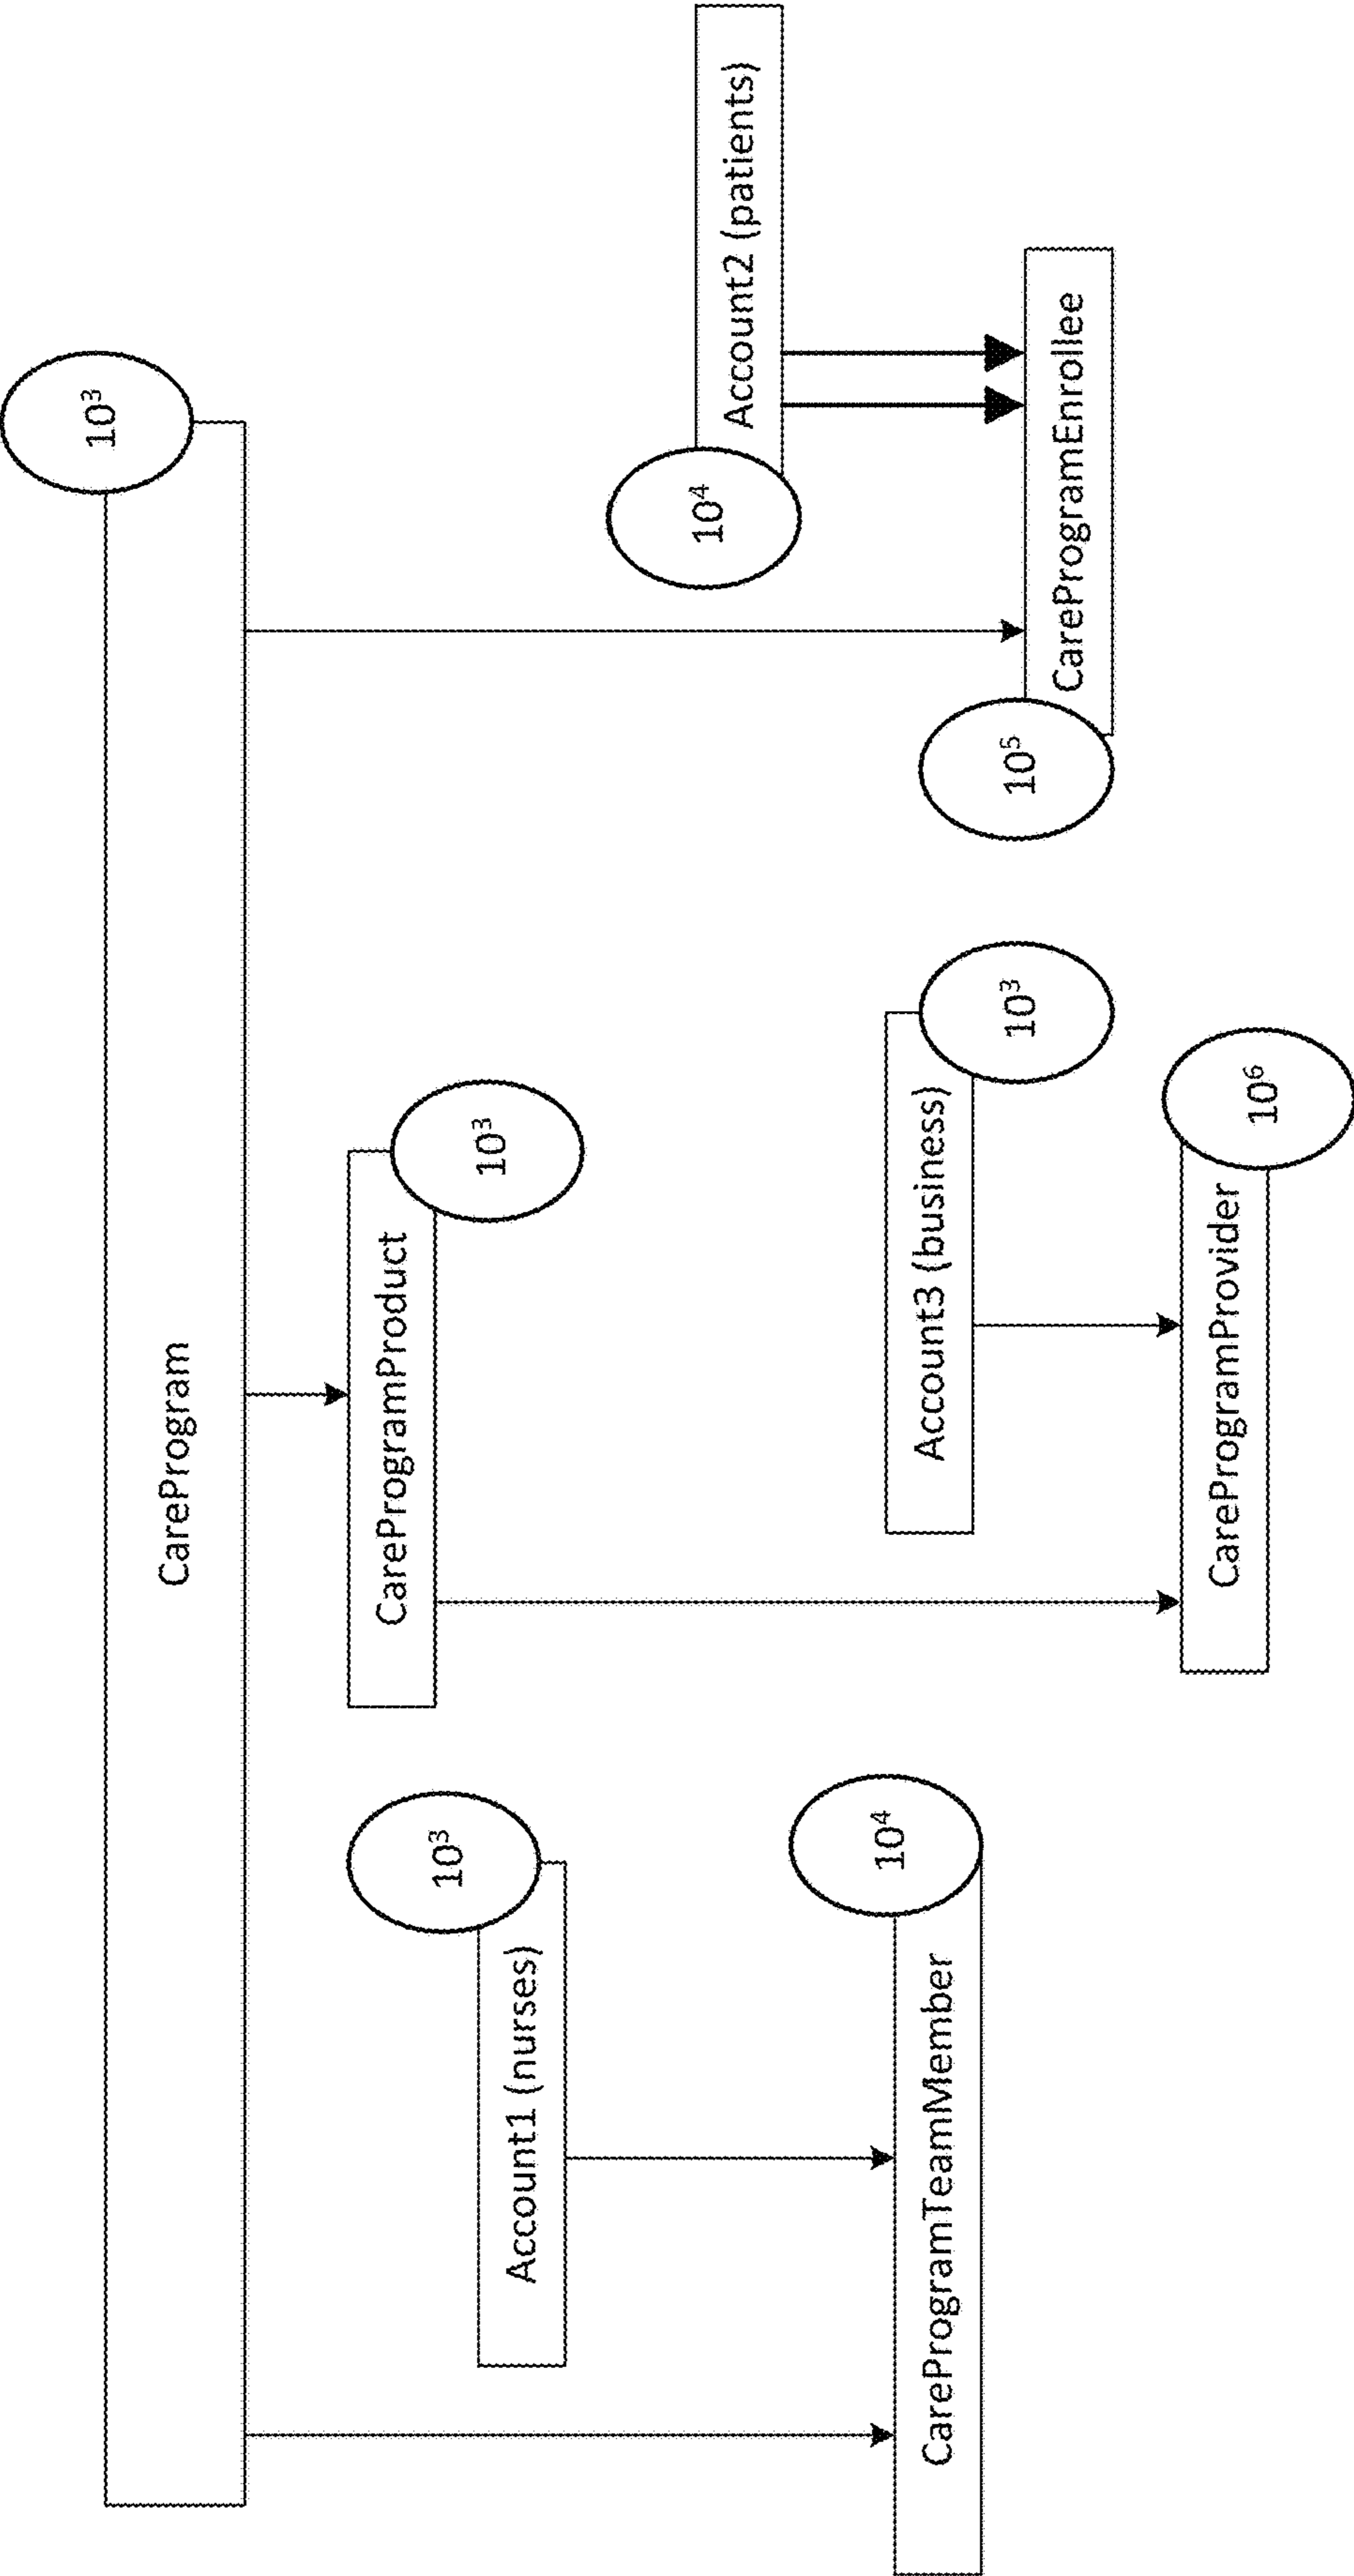 10³
CareProgram
CareProgramProduct
10³
Account1 (nurses)
10³
Account2 (patients)
10⁴
CareProgramTeamMember
10⁴
Account3 (business)
10³
CareProgramEnrollee
10⁵
CareProgramProvider
10⁶